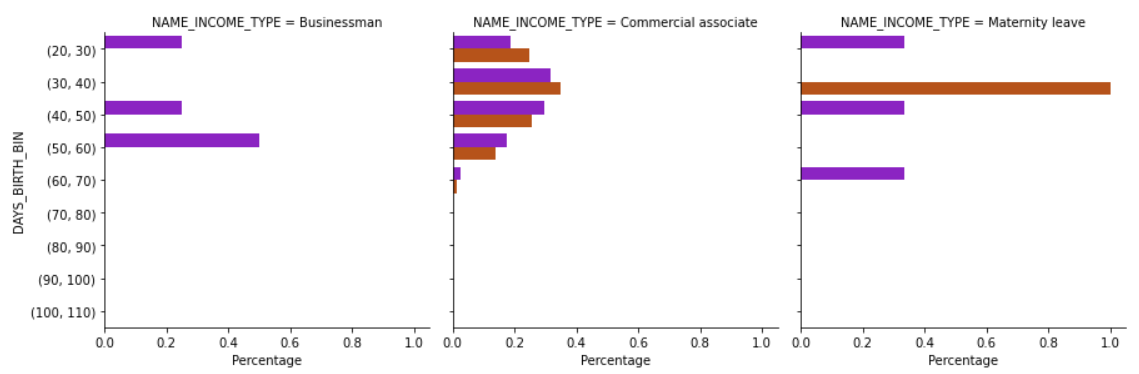 NAME_INCOME_TYPE = Businessman
NAME_INCOME_TYPE = Commercial associate
NAME_INCOME_TYPE = Maternity leave
DAYS_BIRTH_BIN
(20, 30)
(30, 40)
(40, 50)
(50, 60)
(60, 70)
(70, 80)
(80, 90)
(90, 100)
(100, 110)
0.0 0.2 0.4 0.6 0.8 1.0
Percentage
0.0 0.2 0.4 0.6 0.8 1.0
Percentage
0.0 0.2 0.4 0.6 0.8 1.0
Percentage